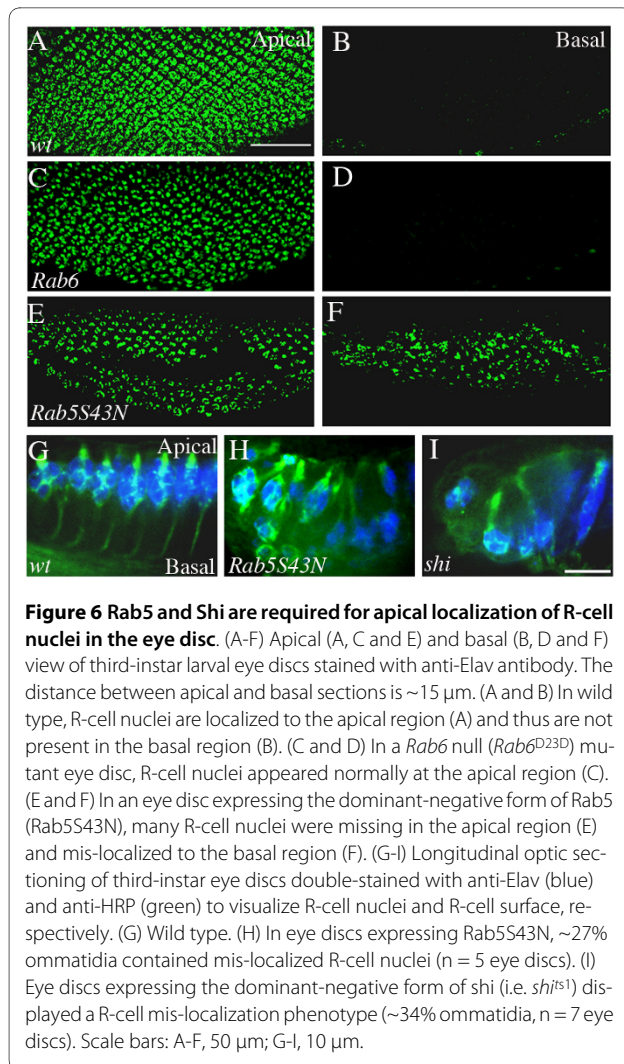 A Apical B Basal
wt
C D
Rab6
E F
Rab5S43N
G Apical H I
wt Basal Rab5S43N shi
Figure 6 Rab5 and Shi are required for apical localization of R-cell
nuclei in the eye disc. (A-F) Apical (A, C and E) and basal (B, D and F)
view of third-instar larval eye discs stained with anti-Elav antibody. The
distance between apical and basal sections is ~15 μm. (A and B) In wild
type, R-cell nuclei are localized to the apical region (A) and thus are not
present in the basal region (B). (C and D) In a Rab6 null (Rab6D23D) mu-
tant eye disc, R-cell nuclei appeared normally at the apical region (C).
(E and F) In an eye disc expressing the dominant-negative form of Rab5
(Rab5S43N), many R-cell nuclei were missing in the apical region (E)
and mis-localized to the basal region (F). (G-I) Longitudinal optic sec-
tioning of third-instar eye discs double-stained with anti-Elav (blue)
and anti-HRP (green) to visualize R-cell nuclei and R-cell surface, re-
spectively. (G) Wild type. (H) In eye discs expressing Rab5S43N, ~27%
ommatidia contained mis-localized R-cell nuclei (n = 5 eye discs). (I)
Eye discs expressing the dominant-negative form of shi (i.e. shits1) dis-
played a R-cell mis-localization phenotype (~34% ommatidia, n = 7 eye
discs). Scale bars: A-F, 50 μm; G-I, 10 μm.